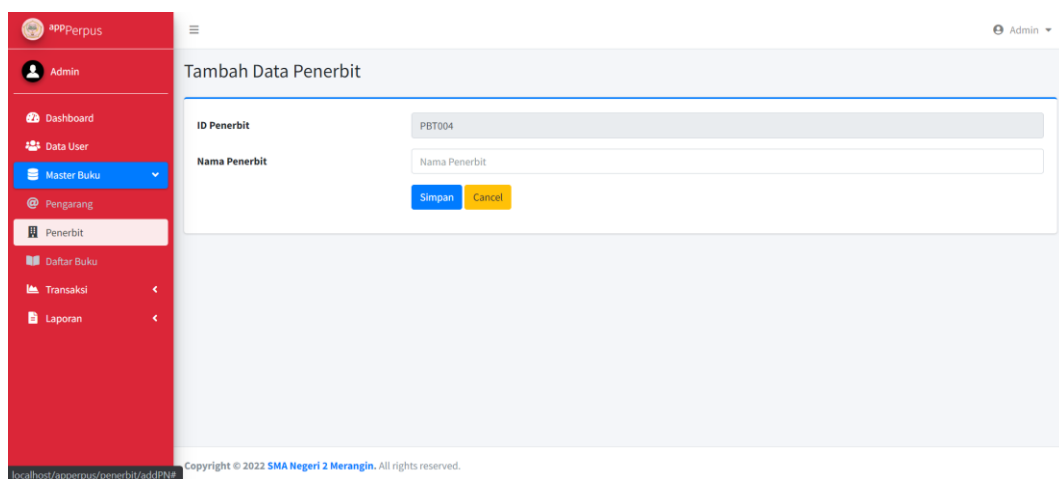 appPerpus
Admin
Admin
Tambah Data Penerbit
Dashboard
Data User
Master Buku
Pengarang
Penerbit
Daftar Buku
Transaksi
Laporan
ID Penerbit
PBT004
Nama Penerbit
Nama Penerbit
Simpan
Cancel
Copyright © 2022 SMA Negeri 2 Merangin. All rights reserved.
localhost/apperpus/penerbit/addPN#